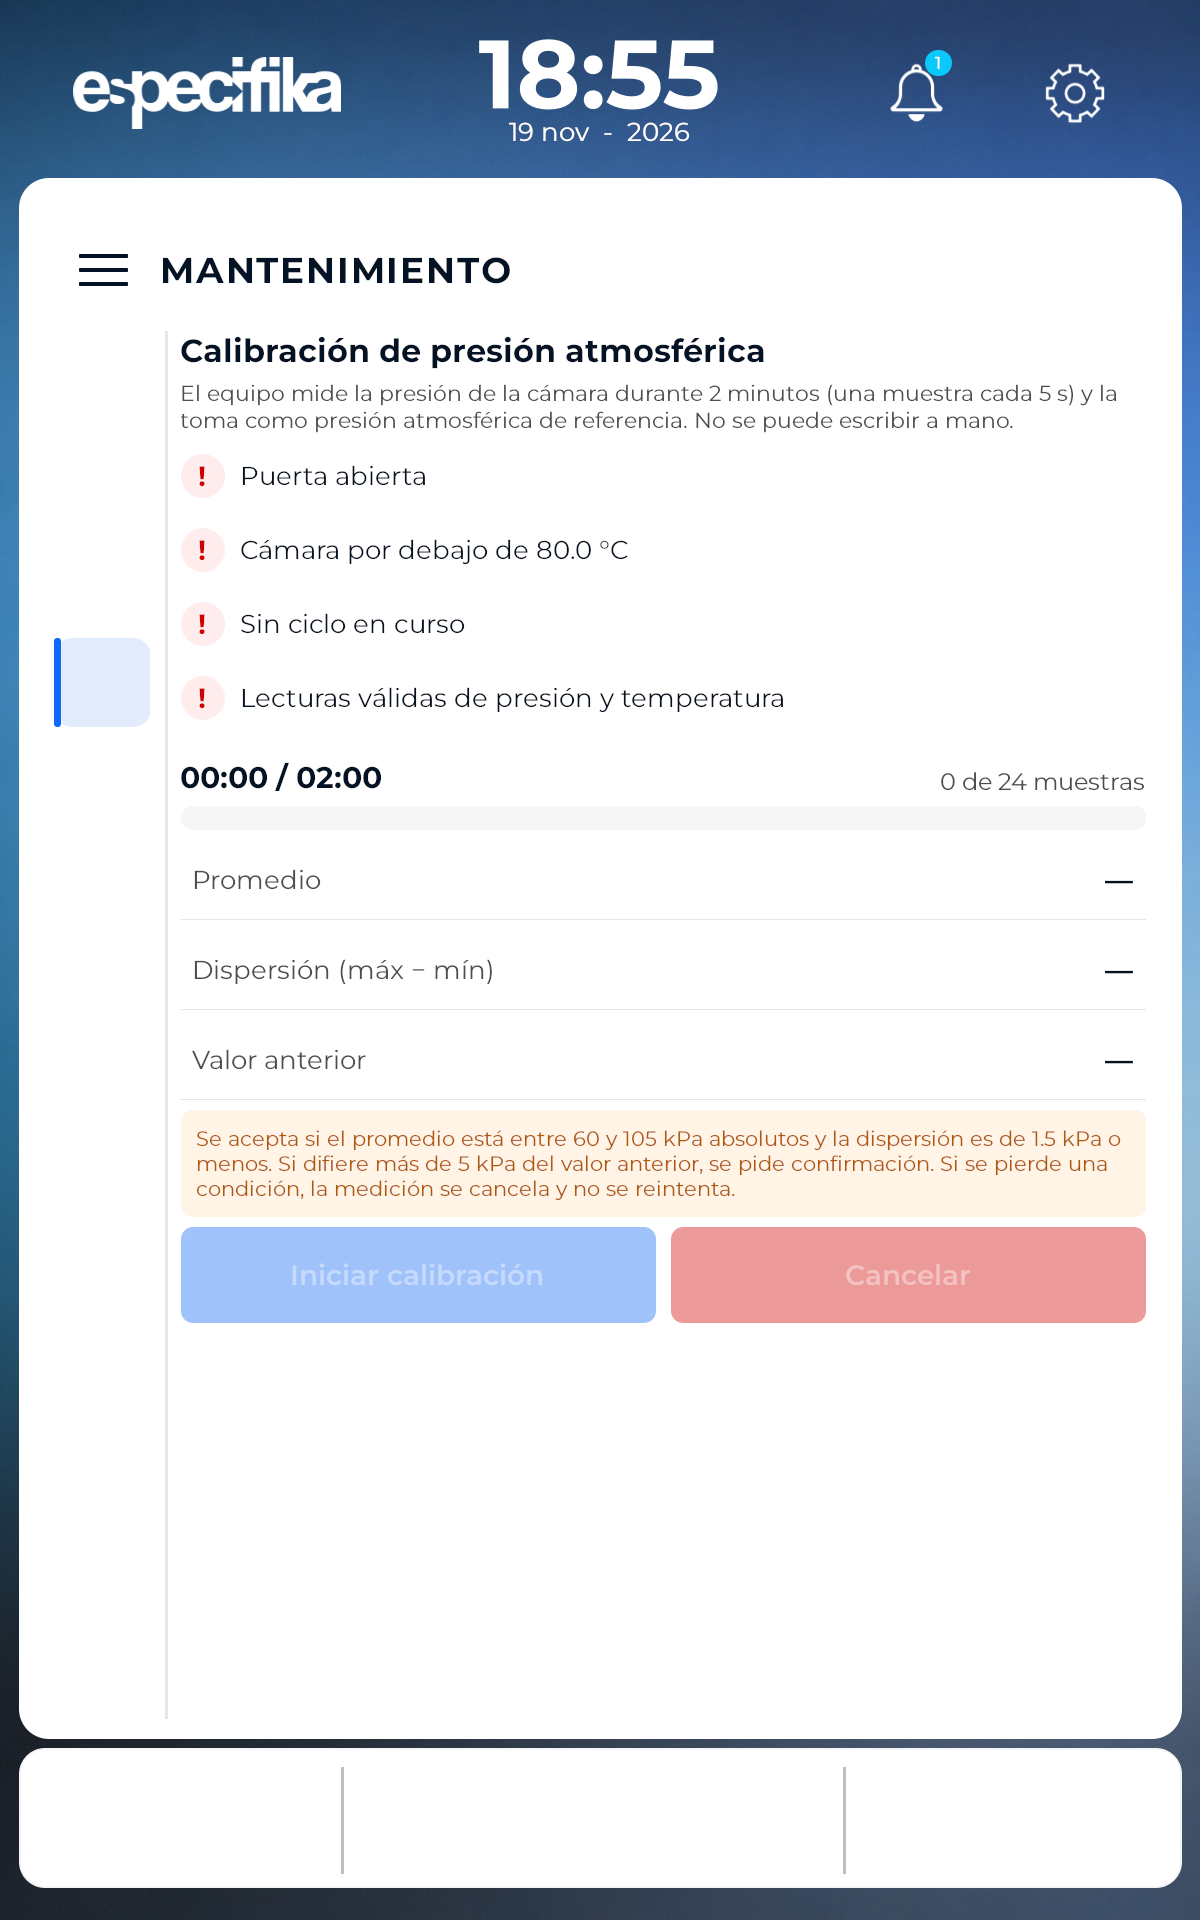 especifika
18:55
19 nov - 2026
1
MANTENIMIENTO
Calibración de presión atmosférica
El equipo mide la presión de la cámara durante 2 minutos (una muestra cada 5 s) y la
toma como presión atmosférica de referencia. No se puede escribir a mano.
! Puerta abierta
! Cámara por debajo de 80.0 °C
! Sin ciclo en curso
! Lecturas válidas de presión y temperatura
00:00 / 02:00 0 de 24 muestras
Promedio —
Dispersión (máx − mín) —
Valor anterior —
Se acepta si el promedio está entre 60 y 105 kPa absolutos y la dispersión es de 1.5 kPa o
menos. Si difiere más de 5 kPa del valor anterior, se pide confirmación. Si se pierde una
condición, la medición se cancela y no se reintenta.
Iniciar calibración Cancelar